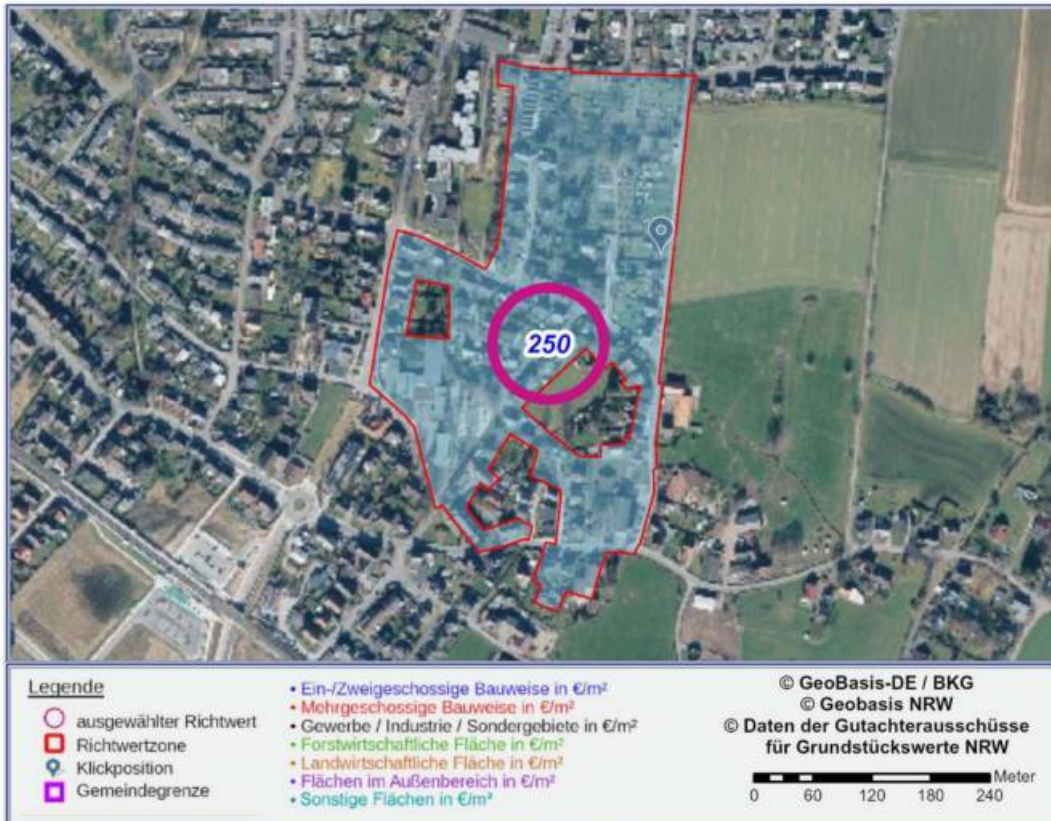 250
Legende
ausgewählter Richtwert
Richtwertzone
Klickposition
Gemeindegrenze
• Ein-/Zweigeschossige Bauweise in €/m²
• Mehrgeschossige Bauweise in €/m²
• Gewerbe / Industrie / Sondergebiete in €/m²
• Forstwirtschaftliche Fläche in €/m²
• Landwirtschaftliche Fläche in €/m²
• Flächen im Außenbereich in €/m²
• Sonstige Flächen in €/m²
© GeoBasis-DE / BKG
© Geobasis NRW
© Daten der Gutachterausschüsse
für Grundstückswerte NRW
Meter
0 60 120 180 240